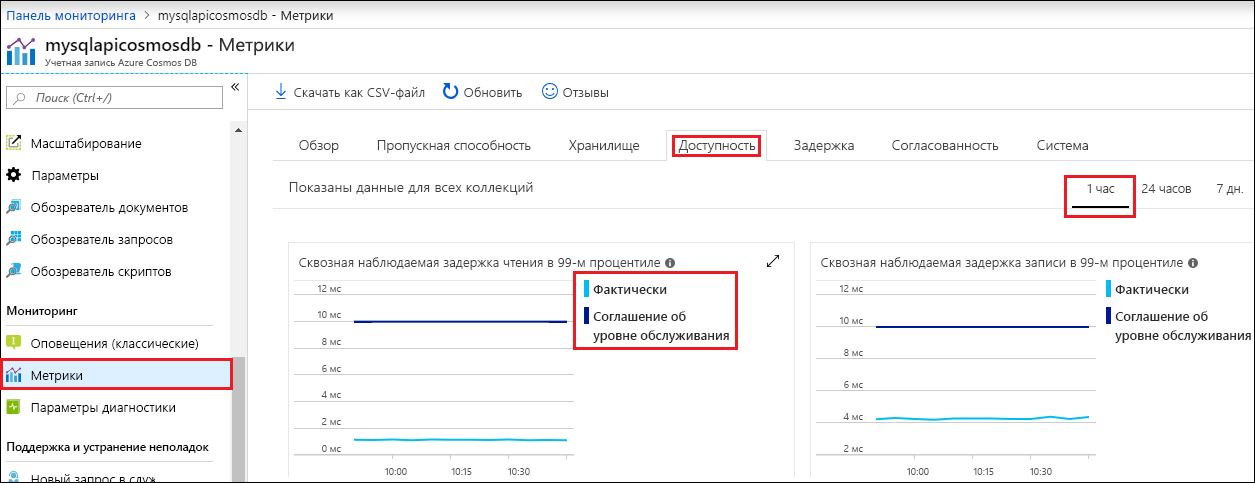 Панель мониторинга > mysqlapicosmosdb - Метрики
mysqlapicosmosdb - Метрики
Учетная запись Azure Cosmos DB
Поиск (Ctrl+/)
«
Масштабирование
Параметры
Обозреватель документов
Обозреватель запросов
Обозреватель скриптов
Мониторинг
Оповещения (классические)
Метрики
Параметры диагностики
Поддержка и устранение неполадок
Новый запрос в служ.
Скачать как CSV-файл
Обновить
Отзывы
Обзор
Пропускная способность
Хранилище
Доступность
Задержка
Согласованность
Система
Показаны данные для всех коллекций
1 час
24 часов
7 дн.
Сквозная наблюдаемая задержка чтения в 99-м процентиле
12 мс
10 мс
8 мс
6 мс
4 мс
2 мс
0 мс
10:00
10:15
10:30
Фактически
Соглашение об
уровне обслуживания
Сквозная наблюдаемая задержка записи в 99-м процентиле
12 мс
10 мс
8 мс
6 мс
4 мс
2 мс
10:00
10:15
10:30
Фактически
Соглашение об
уровне обслуживания